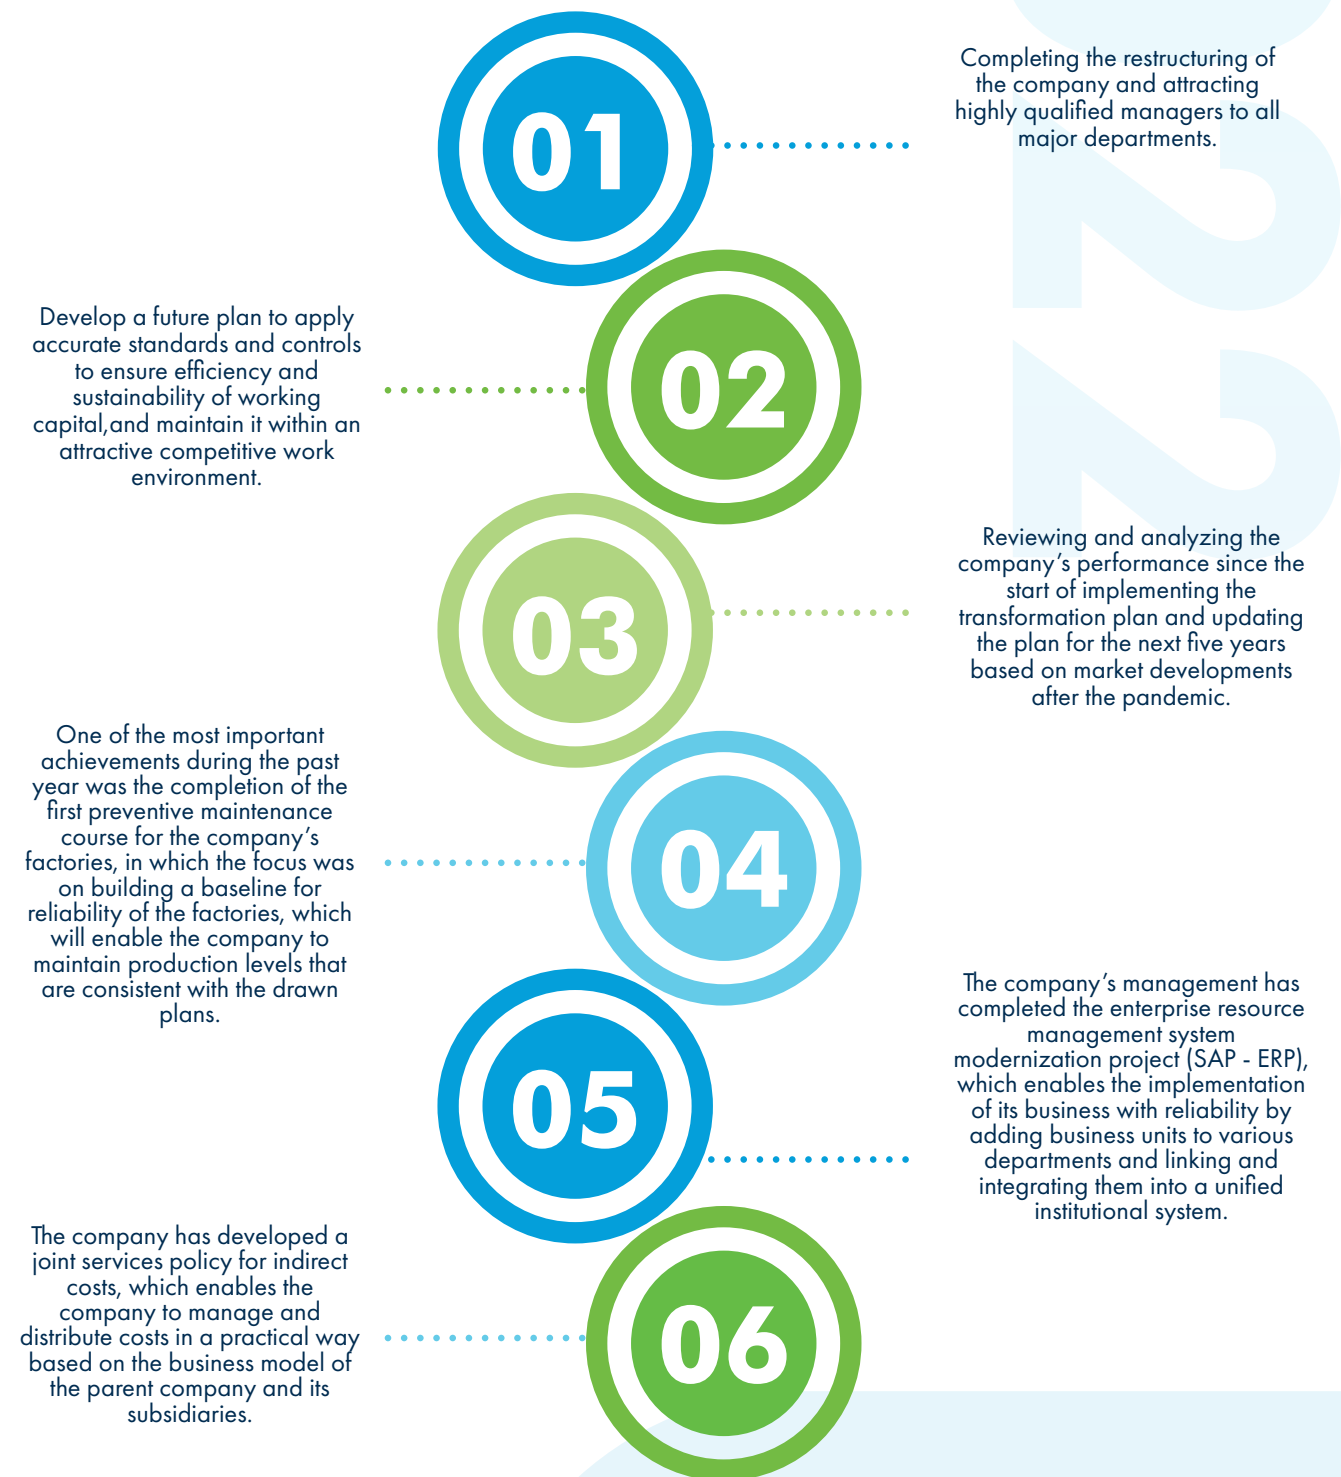 01
Completing the restructuring of
the company and attracting
highly qualified managers to all
major departments.
02
Develop a future plan to apply
accurate standards and controls
to ensure efficiency and
sustainability of working
capital,and maintain it within an
attractive competitive work
environment.
03
Reviewing and analyzing the
company’s performance since the
start of implementing the
transformation plan and updating
the plan for the next five years
based on market developments
after the pandemic.
04
One of the most important
achievements during the past
year was the completion of the
first preventive maintenance
course for the company’s
factories, in which the focus was
on building a baseline for
reliability of the factories, which
will enable the company to
maintain production levels that
are consistent with the drawn
plans.
05
The company’s management has
completed the enterprise resource
management system
modernization project (SAP - ERP),
which enables the implementation
of its business with reliability by
adding business units to various
departments and linking and
integrating them into a unified
institutional system.
06
The company has developed a
joint services policy for indirect
costs, which enables the
company to manage and
distribute costs in a practical way
based on the business model of
the parent company and its
subsidiaries.
22